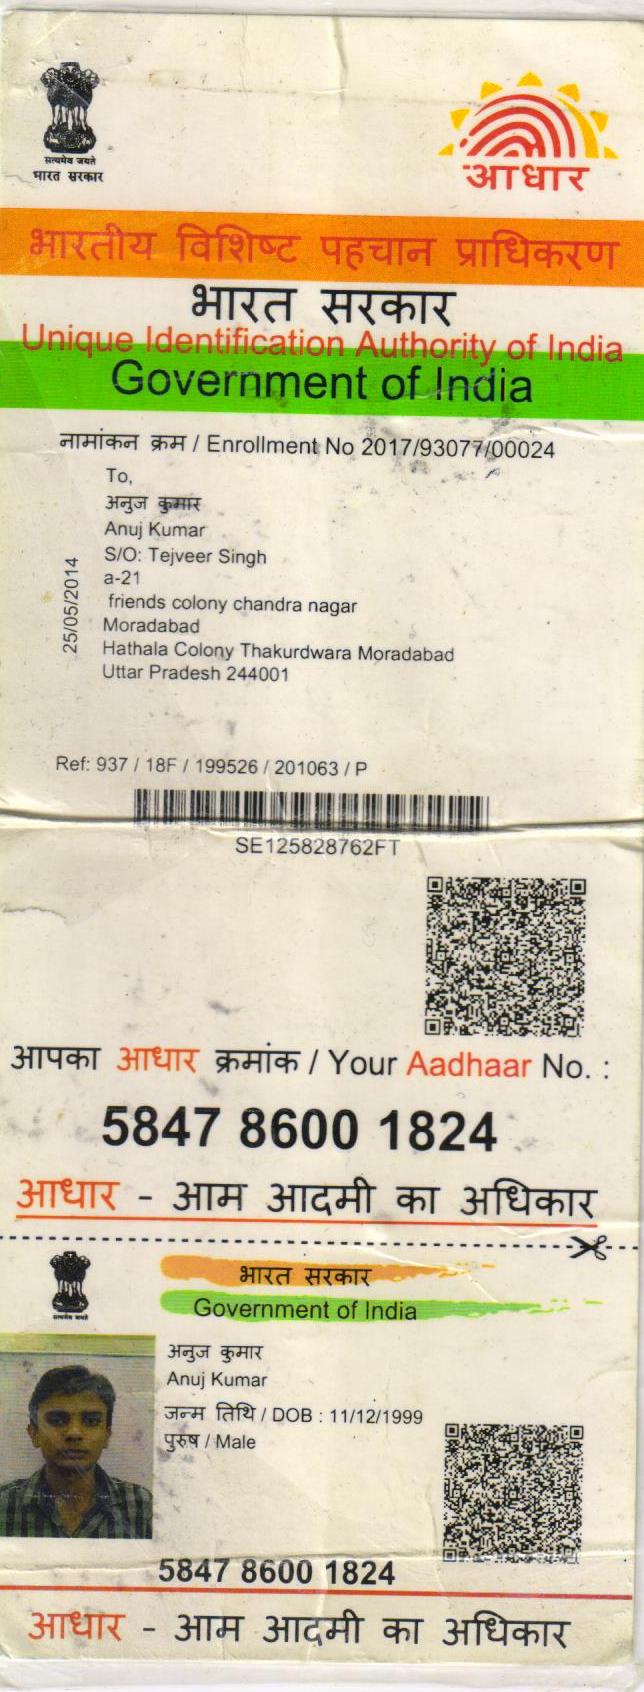 सत्यमेव जयते
भारत सरकार
आधार
भारतीय विशिष्ट पहचान प्राधिकरण
भारत सरकार
Unique Identification Authority of India
Government of India
नामांकन क्रम / Enrollment No 2017/93077/00024
To,
अनुज कुमार
Anuj Kumar
S/O: Tejveer Singh
a-21
friends colony chandra nagar
Moradabad
Hathala Colony Thakurdwara Moradabad
Uttar Pradesh 244001
25/05/2014
Ref: 937 / 18F / 199526 / 201063 / P
SE125828762FT
आपका आधार क्रमांक / Your Aadhaar No. :
5847 8600 1824
आधार - आम आदमी का अधिकार
भारत सरकार
Government of India
अनुज कुमार
Anuj Kumar
जन्म तिथि / DOB : 11/12/1999
पुरुष / Male
5847 8600 1824
आधार - आम आदमी का अधिकार